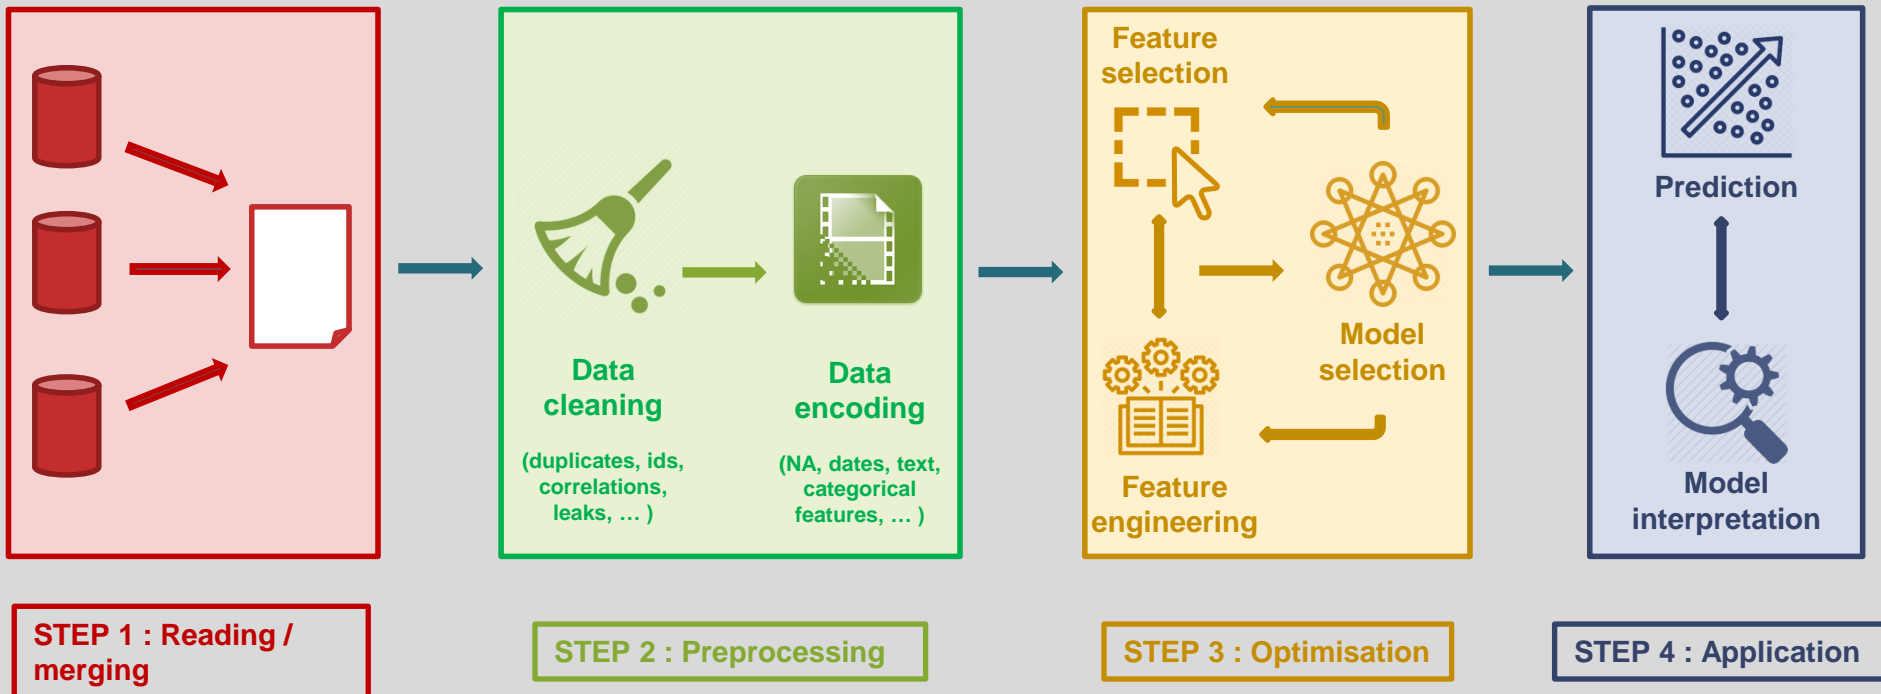 Data
cleaning
(duplicates, ids,
correlations,
leaks, … )
Data
encoding
(NA, dates, text,
categorical
features, … )
Feature
selection
Model
selection
Feature
engineering
Prediction
Model
interpretation
STEP 1 : Reading /
merging
STEP 2 : Preprocessing
STEP 3 : Optimisation
STEP 4 : Application